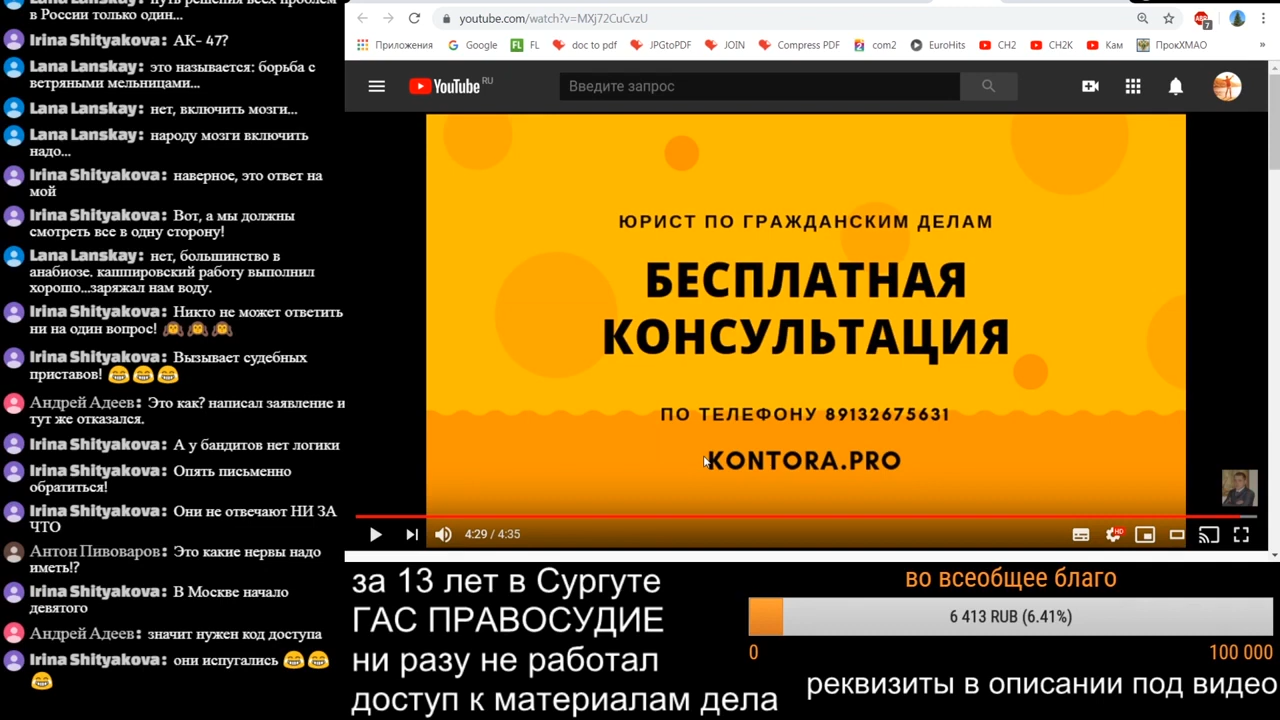 путь решения всех проблем
в России только один...
Irina Shityakova: АК- 47?
Lana Lanskay: это называется: борьба с
ветряными мельницами...
Lana Lanskay: нет, включить мозги...
Lana Lanskay: народу мозги включить
надо...
Irina Shityakova: наверное, это ответ на
мой
Irina Shityakova: Вот, а мы должны
смотреть все в одну сторону!
Lana Lanskay: нет, большинство в
анабиозе. кашпировский работу выполнил
хорошо...заряжал нам воду.
Irina Shityakova: Никто не может ответить
ни на один вопрос! 🙉🙉🙉
Irina Shityakova: Вызывает судебных
приставов! 😂😂😂
Андрей Адеев: Это как? написал заявление и
тут же отказался.
Irina Shityakova: А у бандитов нет логики
Irina Shityakova: Опять письменно
обратиться!
Irina Shityakova: Они не отвечают НИ ЗА
ЧТО
Антон Пивоваров: Это какие нервы надо
иметь!?
Irina Shityakova: В Москве начало
девятого
Андрей Адеев: значит нужен код доступа
Irina Shityakova: они испугались 😂😂
😂
youtube.com/watch?v=MXj72CuCvzU
ABP
7
Приложения Google FL FL doc to pdf JPGtoPDF JOIN Compress PDF com2 EuroHits CH2 CH2K Кам ПрокХМАО »
YouTube RU
Введите запрос
ЮРИСТ ПО ГРАЖДАНСКИМ ДЕЛАМ
БЕСПЛАТНАЯ
КОНСУЛЬТАЦИЯ
ПО ТЕЛЕФОНУ 89132675631
KONTORA.PRO
4:29 / 4:35
HD
за 13 лет в Сургуте
ГАС ПРАВОСУДИЕ
ни разу не работал
доступ к материалам дела
во всеобщее благо
6 413 RUB (6.41%)
0 100 000
реквизиты в описании под видео